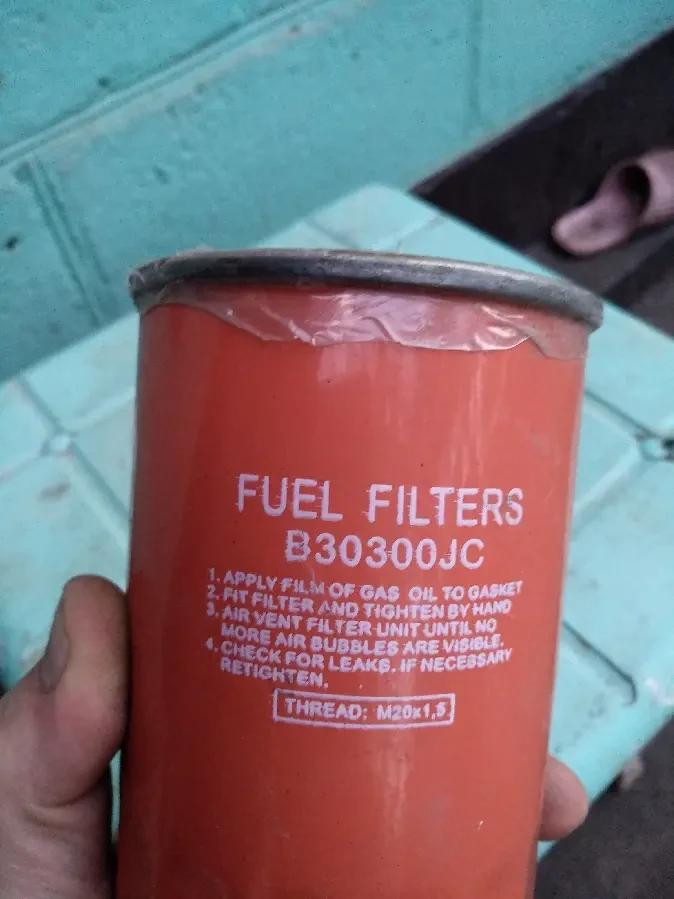 FUEL FILTERS
B30300JC
1. APPLY FILM OF GAS OIL TO GASKET
2. FIT FILTER AND TIGHTEN BY HAND
3. AIR VENT FILTER UNIT UNTIL NO
MORE AIR BUBBLES ARE VISIBLE.
4. CHECK FOR LEAKS. IF NECESSARY
RETIGHTEN.
THREAD: M20x1,5